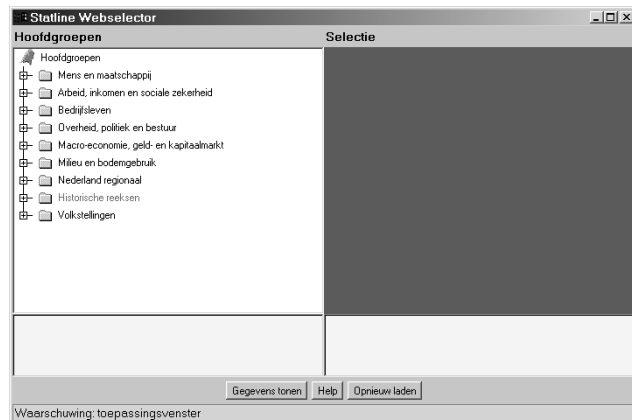 Statline Webselector
Hoofdgroepen
Selectie
Hoofdgroepen
Mens en maatschappij
Arbeid, inkomen en sociale zekerheid
Bedrijfsleven
Overheid, politiek en bestuur
Macro-economie, geld- en kapitaalmarkt
Milieu en bodemgebruik
Nederland regionaal
Historische reeksen
Volkstellingen
Gegevens tonen
Help
Opnieuw laden
Waarschuwing: toepassingsvenster